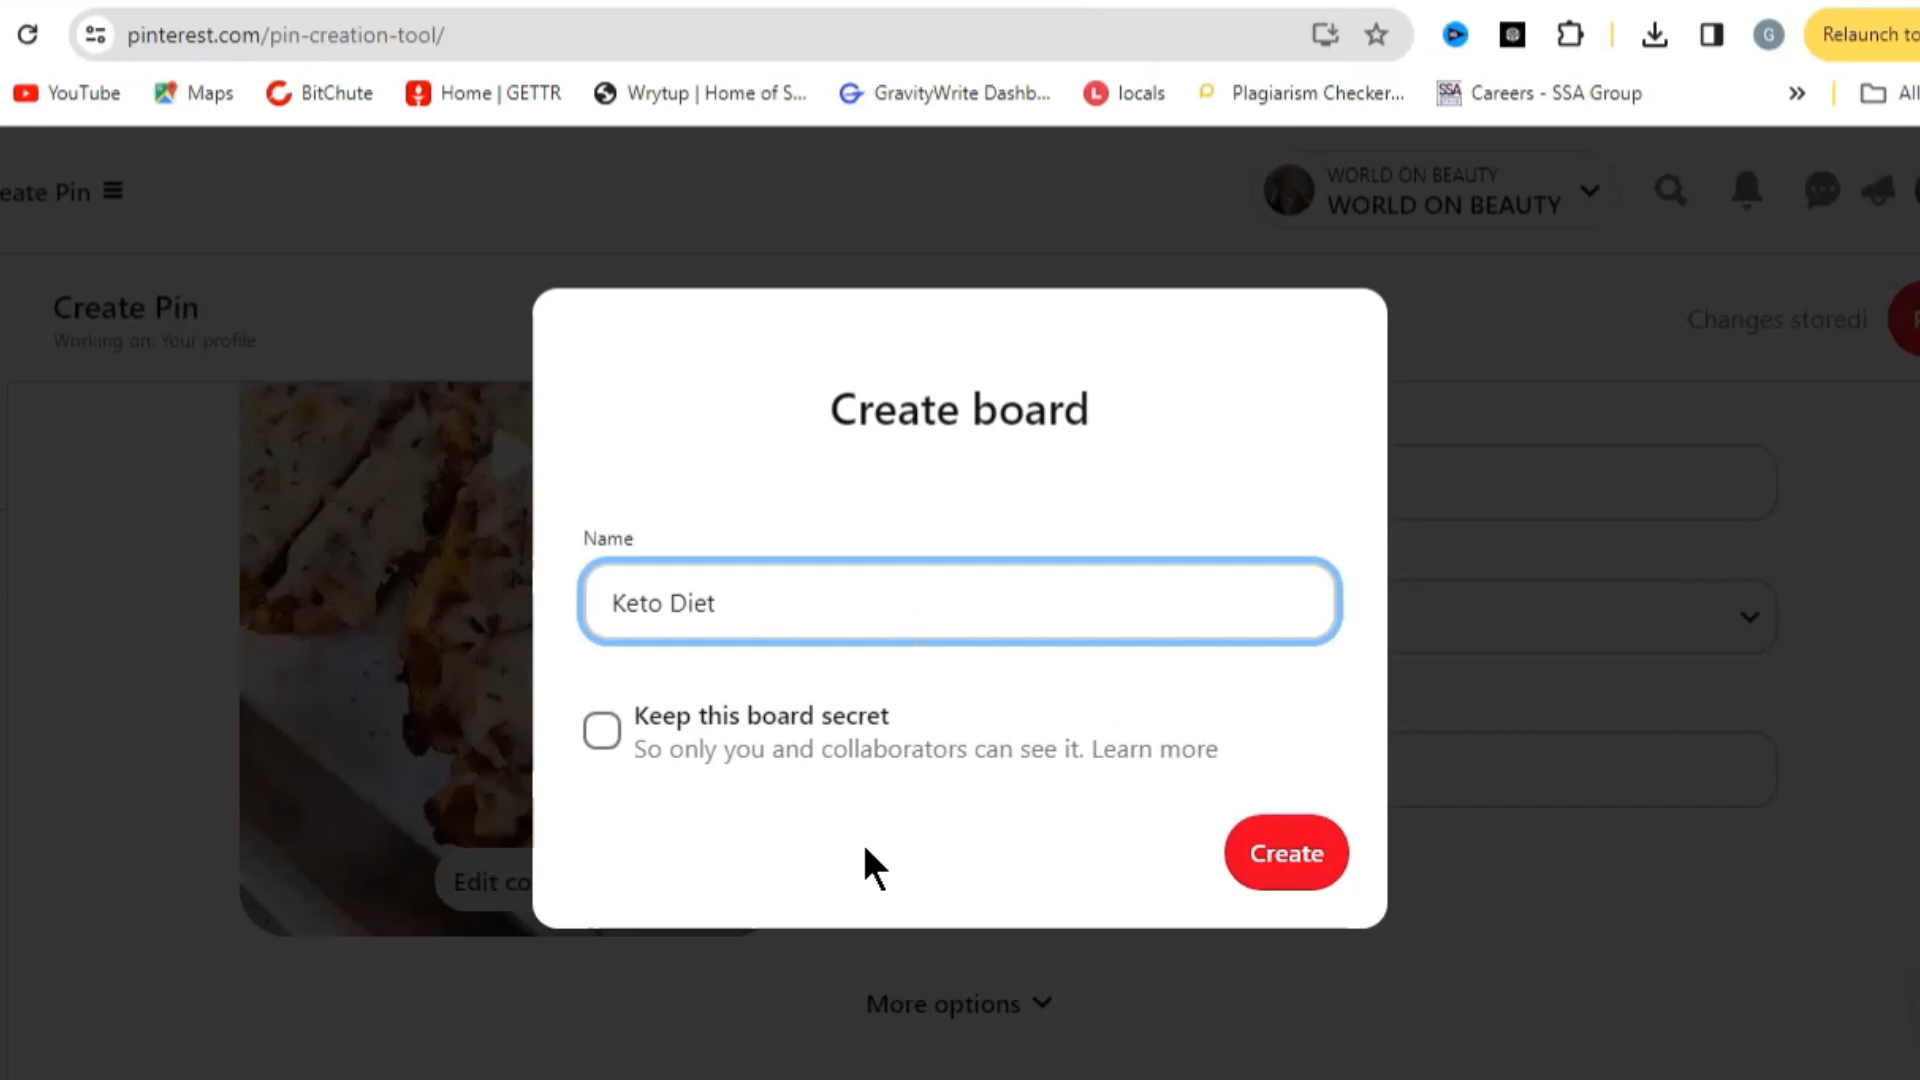 pinterest.com/pin-creation-tool/
G
Relaunch to
YouTube
Maps
BitChute
Home | GETTR
Wrytup | Home of S...
GravityWrite Dashb...
L
locals
Plagiarism Checker...
SSA
Careers - SSA Group
»
All
eate Pin
WORLD ON BEAUTY
WORLD ON BEAUTY
Create Pin
Working on: Your profile
Changes stored!
Create board
Name
Keto Diet
Keep this board secret
So only you and collaborators can see it. Learn more
Create
Edit co
More options